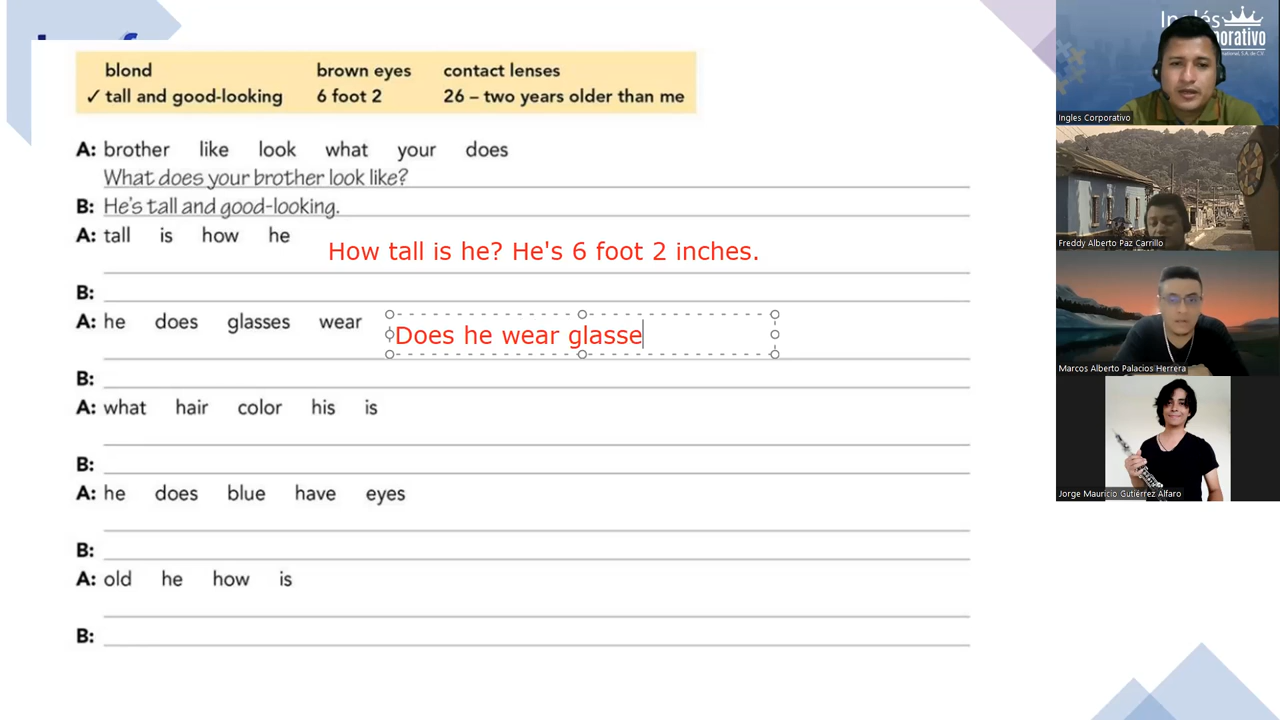 blond brown eyes contact lenses
✓ tall and good-looking 6 foot 2 26 – two years older than me
A: brother like look what your does
What does your brother look like?
B: He's tall and good-looking.
A: tall is how he
How tall is he? He's 6 foot 2 inches.
B:
A: he does glasses wear
Does he wear glasse
B:
A: what hair color his is
B:
A: he does blue have eyes
B:
A: old he how is
B:
Inglés
Ingles Corporativo
Freddy Alberto Paz Carrillo
Marcos Alberto Palacios Herrera
Jorge Mauricio Gutiérrez Alfaro